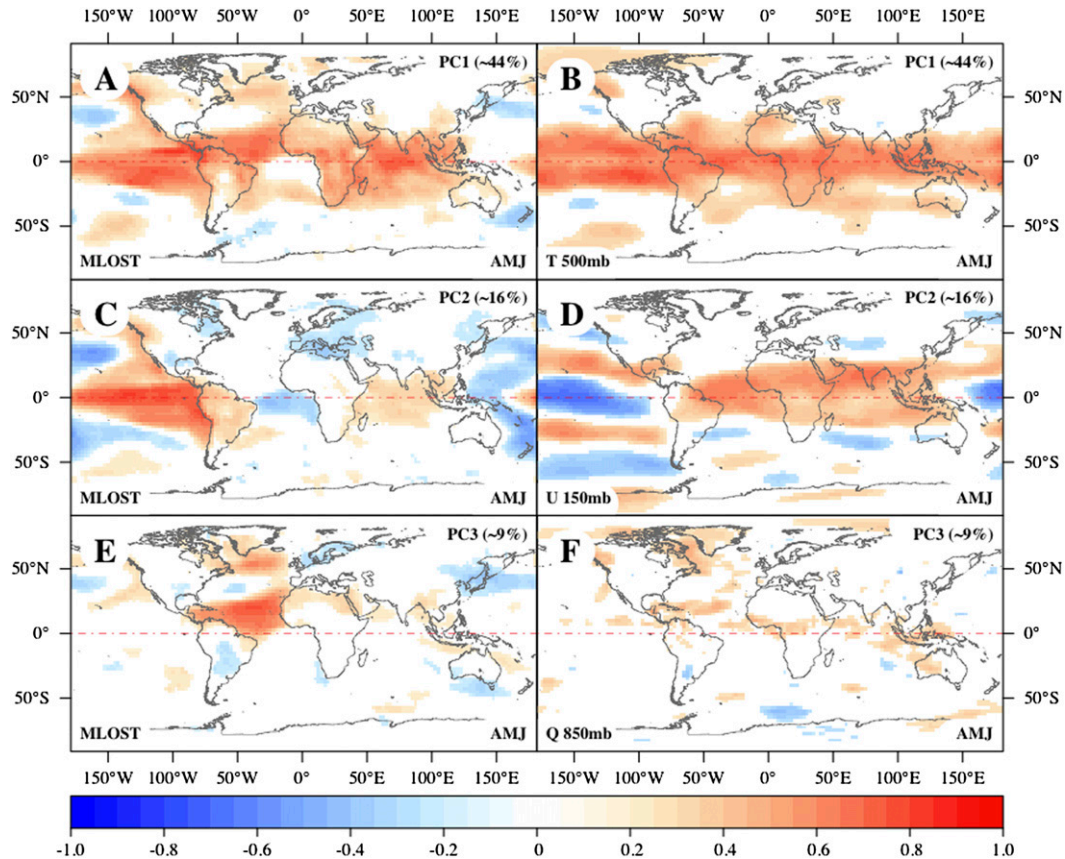 150°W 100°W 50°W 0° 50°E 100°E 150°E 150°W 100°W 50°W 0° 50°E 100°E 150°E
A PC1 (~44%) B PC1 (~44%)
50°N 50°N
0° 0°
50°S 50°S
MLOST AMJ T 500mb AMJ
C PC2 (~16%) D PC2 (~16%)
50°N 50°N
0° 0°
50°S 50°S
MLOST AMJ U 150mb AMJ
E PC3 (~9%) F PC3 (~9%)
50°N 50°N
0° 0°
50°S 50°S
MLOST AMJ Q 850mb AMJ
150°W 100°W 50°W 0° 50°E 100°E 150°E 150°W 100°W 50°W 0° 50°E 100°E 150°E
-1.0 -0.8 -0.6 -0.4 -0.2 0 0.2 0.4 0.6 0.8 1.0